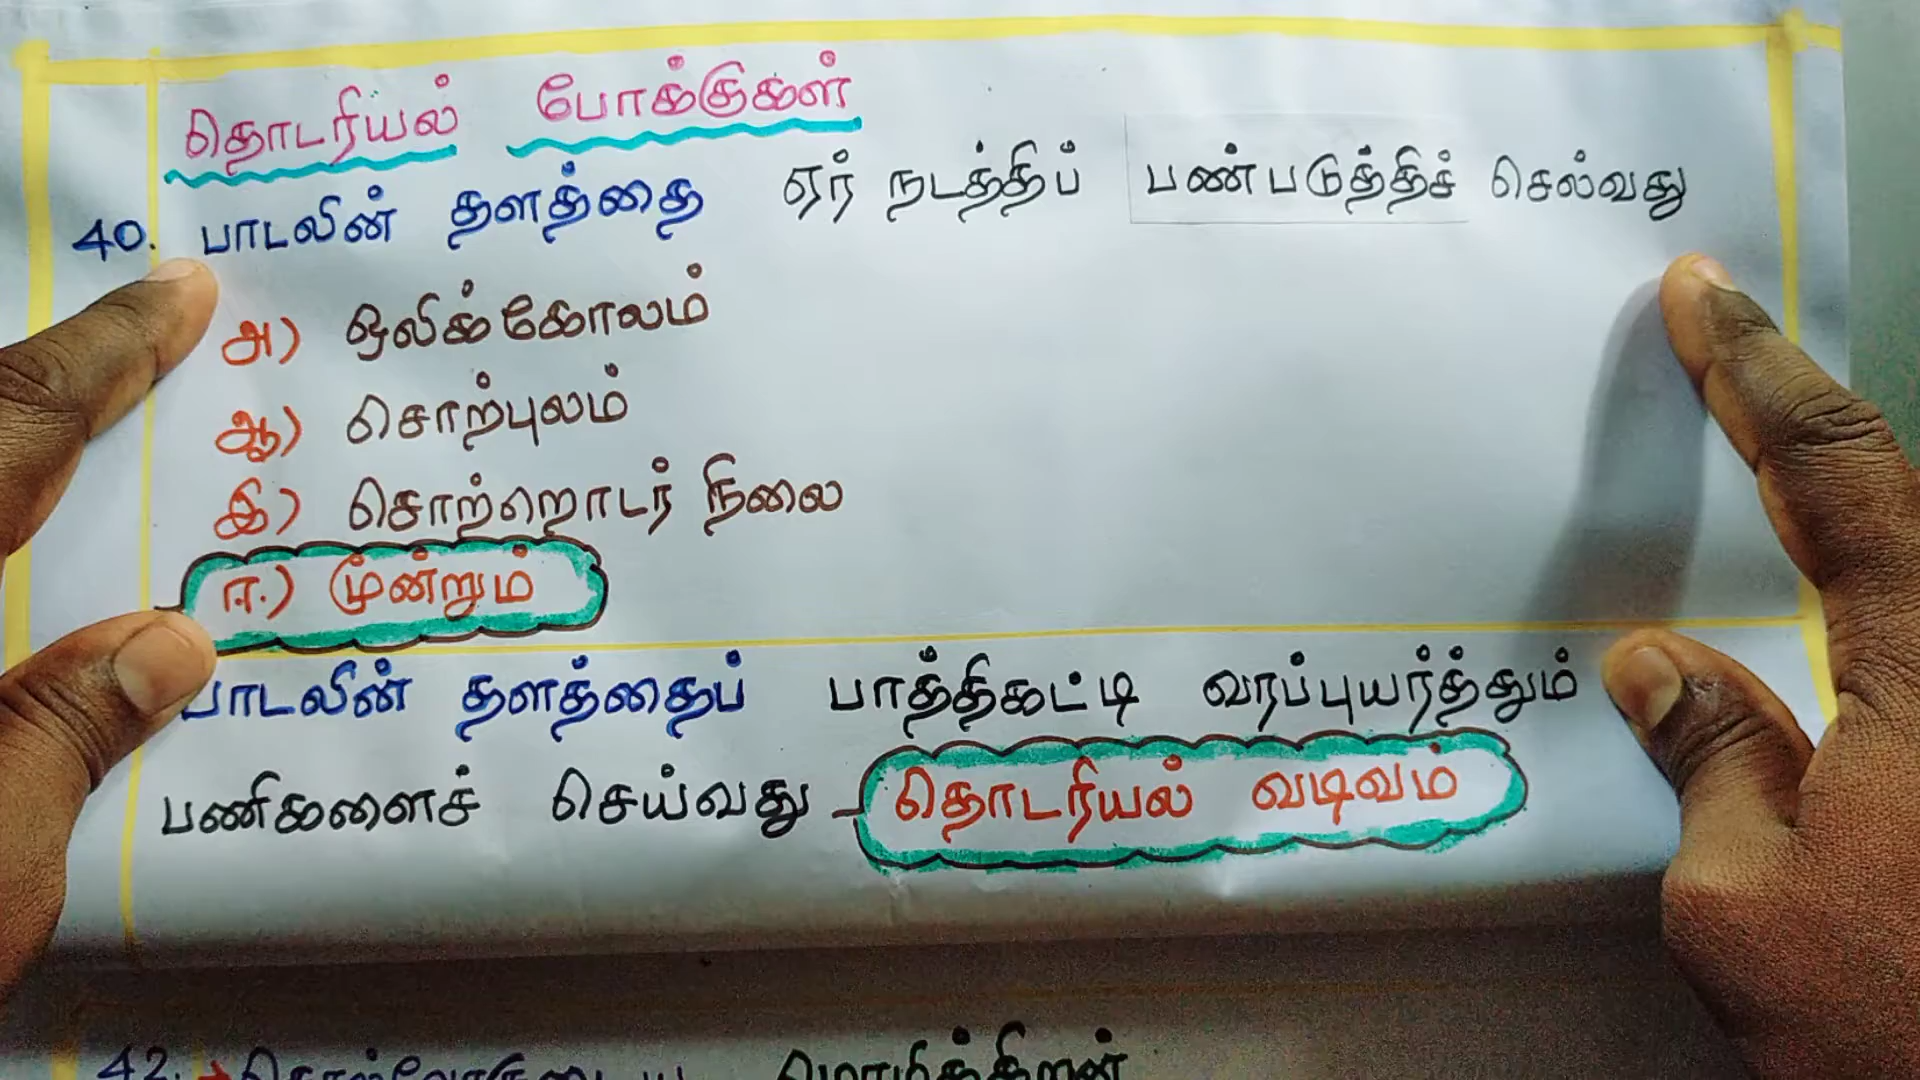 தொடரியல் போக்குகள்
40. பாடலின் தளத்தை ஏர் நடத்திப் பண்படுத்திச் செல்வது
அ) ஒலிக்கோலம்
ஆ) சொற்புலம்
இ) சொற்றொடர் நிலை
ஈ) மூன்றும்
பாடலின் தளத்தைப் பாத்திகட்டி வரப்புயர்த்தும்
பணிகளைச் செய்வது - தொடரியல் வடிவம்
42.